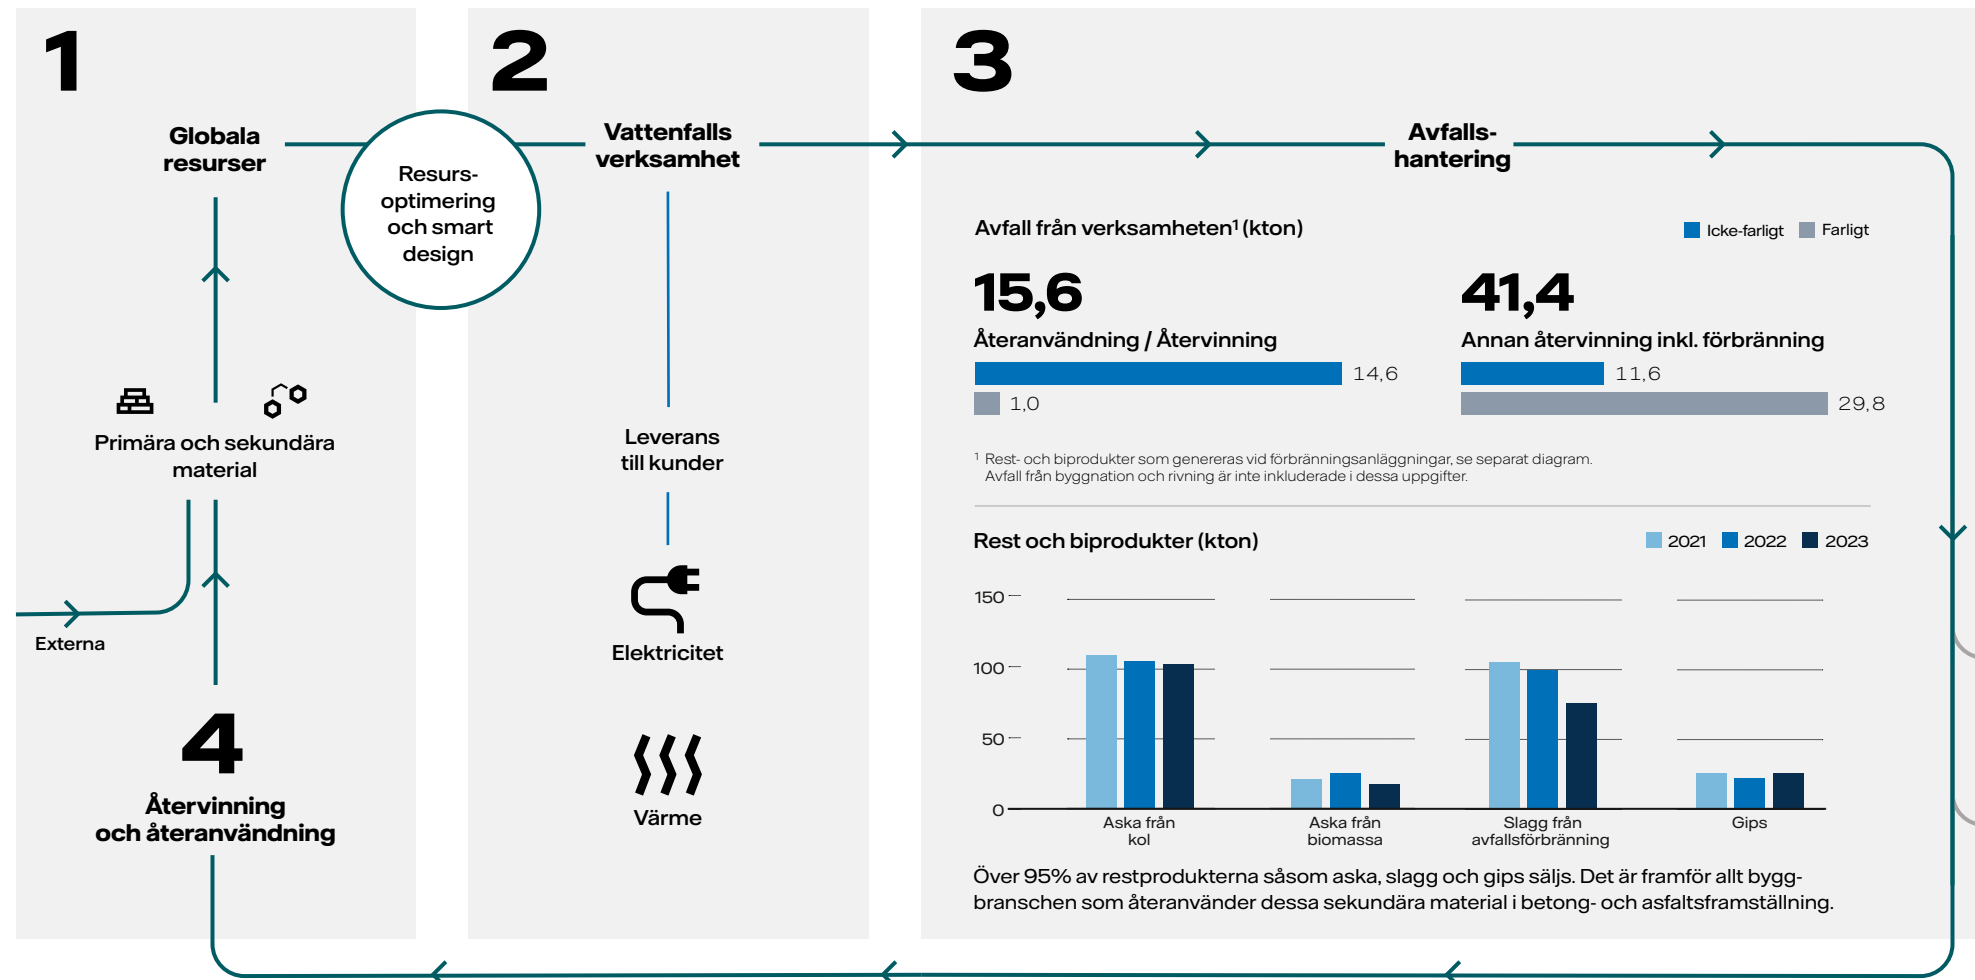 1
Globala
resurser
Resurs-
optimering
och smart
design
Primära och sekundära
material
Externa
4
Återvinning
och återanvändning
2
Vattenfalls
verksamhet
Leverans
till kunder
Elektricitet
Värme
3
Avfalls-
hantering
Avfall från verksamheten¹ (kton)
Icke-farligt Farligt
15,6
Återanvändning / Återvinning
14,6
1,0
41,4
Annan återvinning inkl. förbränning
11,6
29,8
¹ Rest- och biprodukter som genereras vid förbränningsanläggningar, se separat diagram.
Avfall från byggnation och rivning är inte inkluderade i dessa uppgifter.
Rest och biprodukter (kton)
2021 2022 2023
150
100
50
0
Aska från
kol
Aska från
biomassa
Slagg från
avfallsförbränning
Gips
Över 95% av restprodukterna såsom aska, slagg och gips säljs. Det är framför allt bygg-
branschen som återanvänder dessa sekundära material i betong- och asfaltsframställning.